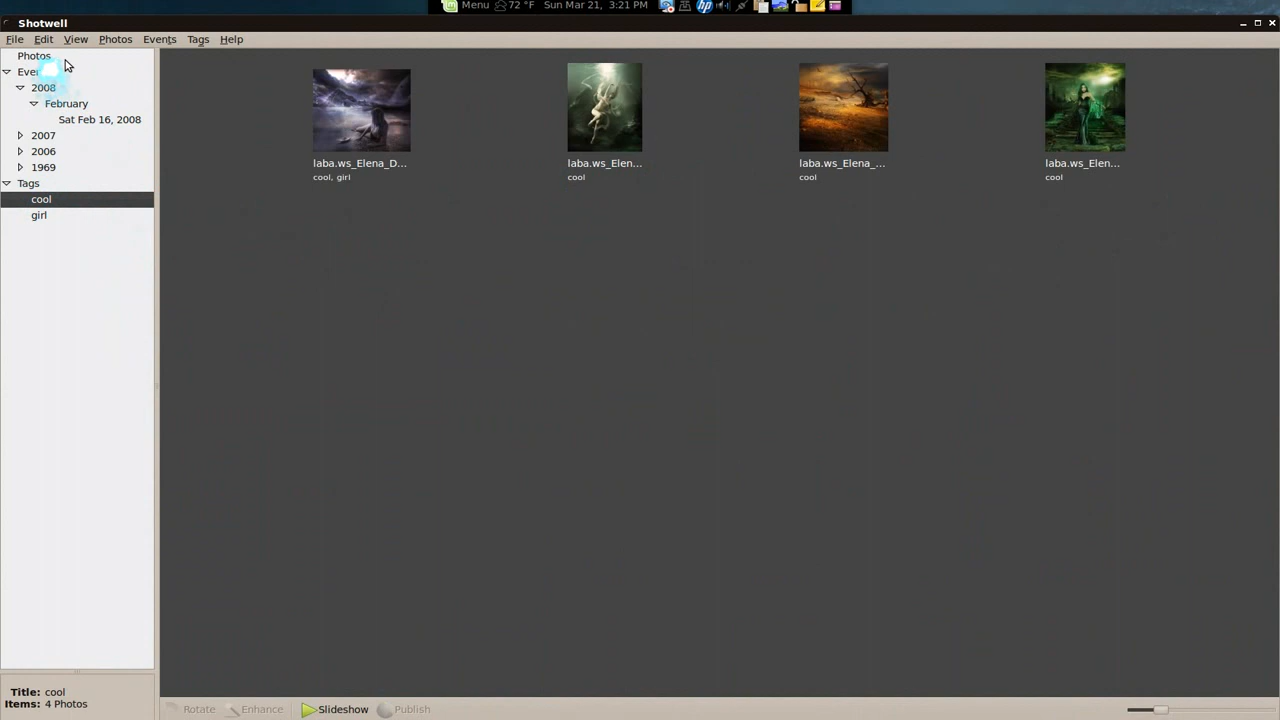 Menu 72 °F Sun Mar 21, 3:21 PM
Shotwell
File Edit View Photos Events Tags Help
Photos
2008
February
Sat Feb 16, 2008
2007
2006
1969
Tags
cool
girl
laba.ws_Elena_D... laba.ws_Elen... laba.ws_Elena_... laba.ws_Elen...
cool, girl cool cool cool
Title: cool
Items: 4 Photos
Rotate Enhance Slideshow Publish